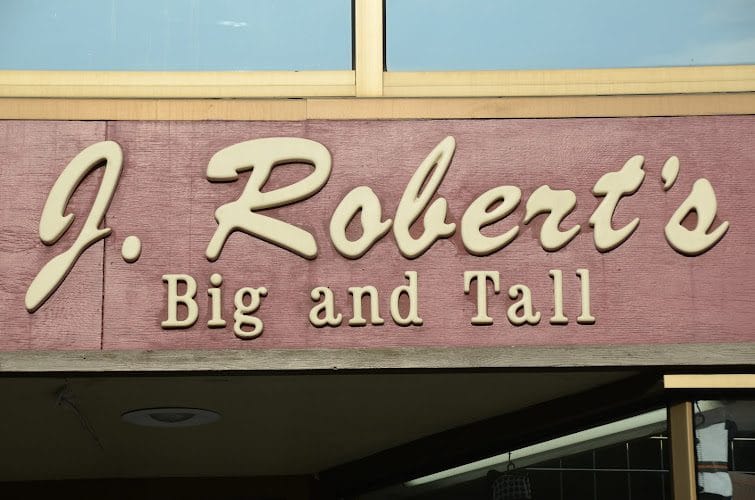 J. Robert's
Big and Tall